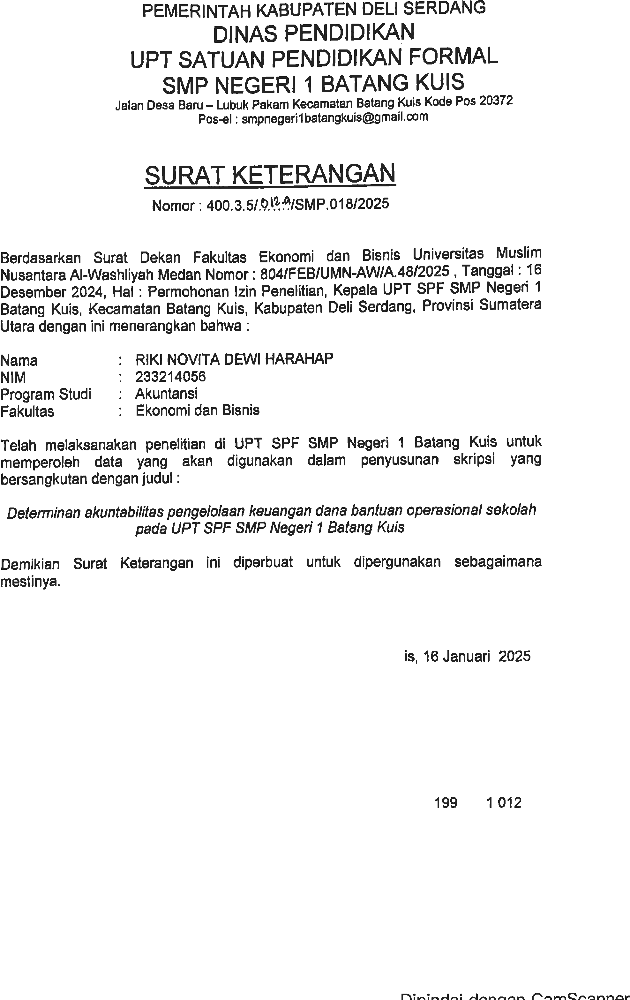 PEMERINTAH KABUPATEN DELI SERDANG
DINAS PENDIDIKAN
UPT SATUAN PENDIDIKAN FORMAL
SMP NEGERI 1 BATANG KUIS
Jalan Desa Baru – Lubuk Pakam Kecamatan Batang Kuis Kode Pos 20372
Pos-el : smpnegeri1batangkuis@gmail.com
SURAT KETERANGAN
Nomor : 400.3.5/.012.a/SMP.018/2025
Berdasarkan Surat Dekan Fakultas Ekonomi dan Bisnis Universitas Muslim
Nusantara Al-Washliyah Medan Nomor : 804/FEB/UMN-AW/A.48/2025 , Tanggal : 16
Desember 2024, Hal : Permohonan Izin Penelitian, Kepala UPT SPF SMP Negeri 1
Batang Kuis, Kecamatan Batang Kuis, Kabupaten Deli Serdang, Provinsi Sumatera
Utara dengan ini menerangkan bahwa :
Nama : RIKI NOVITA DEWI HARAHAP
NIM : 233214056
Program Studi : Akuntansi
Fakultas : Ekonomi dan Bisnis
Telah melaksanakan penelitian di UPT SPF SMP Negeri 1 Batang Kuis untuk
memperoleh data yang akan digunakan dalam penyusunan skripsi yang
bersangkutan dengan judul :
Determinan akuntabilitas pengelolaan keuangan dana bantuan operasional sekolah
pada UPT SPF SMP Negeri 1 Batang Kuis
Demikian Surat Keterangan ini diperbuat untuk dipergunakan sebagaimana
mestinya.
is, 16 Januari 2025
199 1 012
Dipindai dengan CamScanner